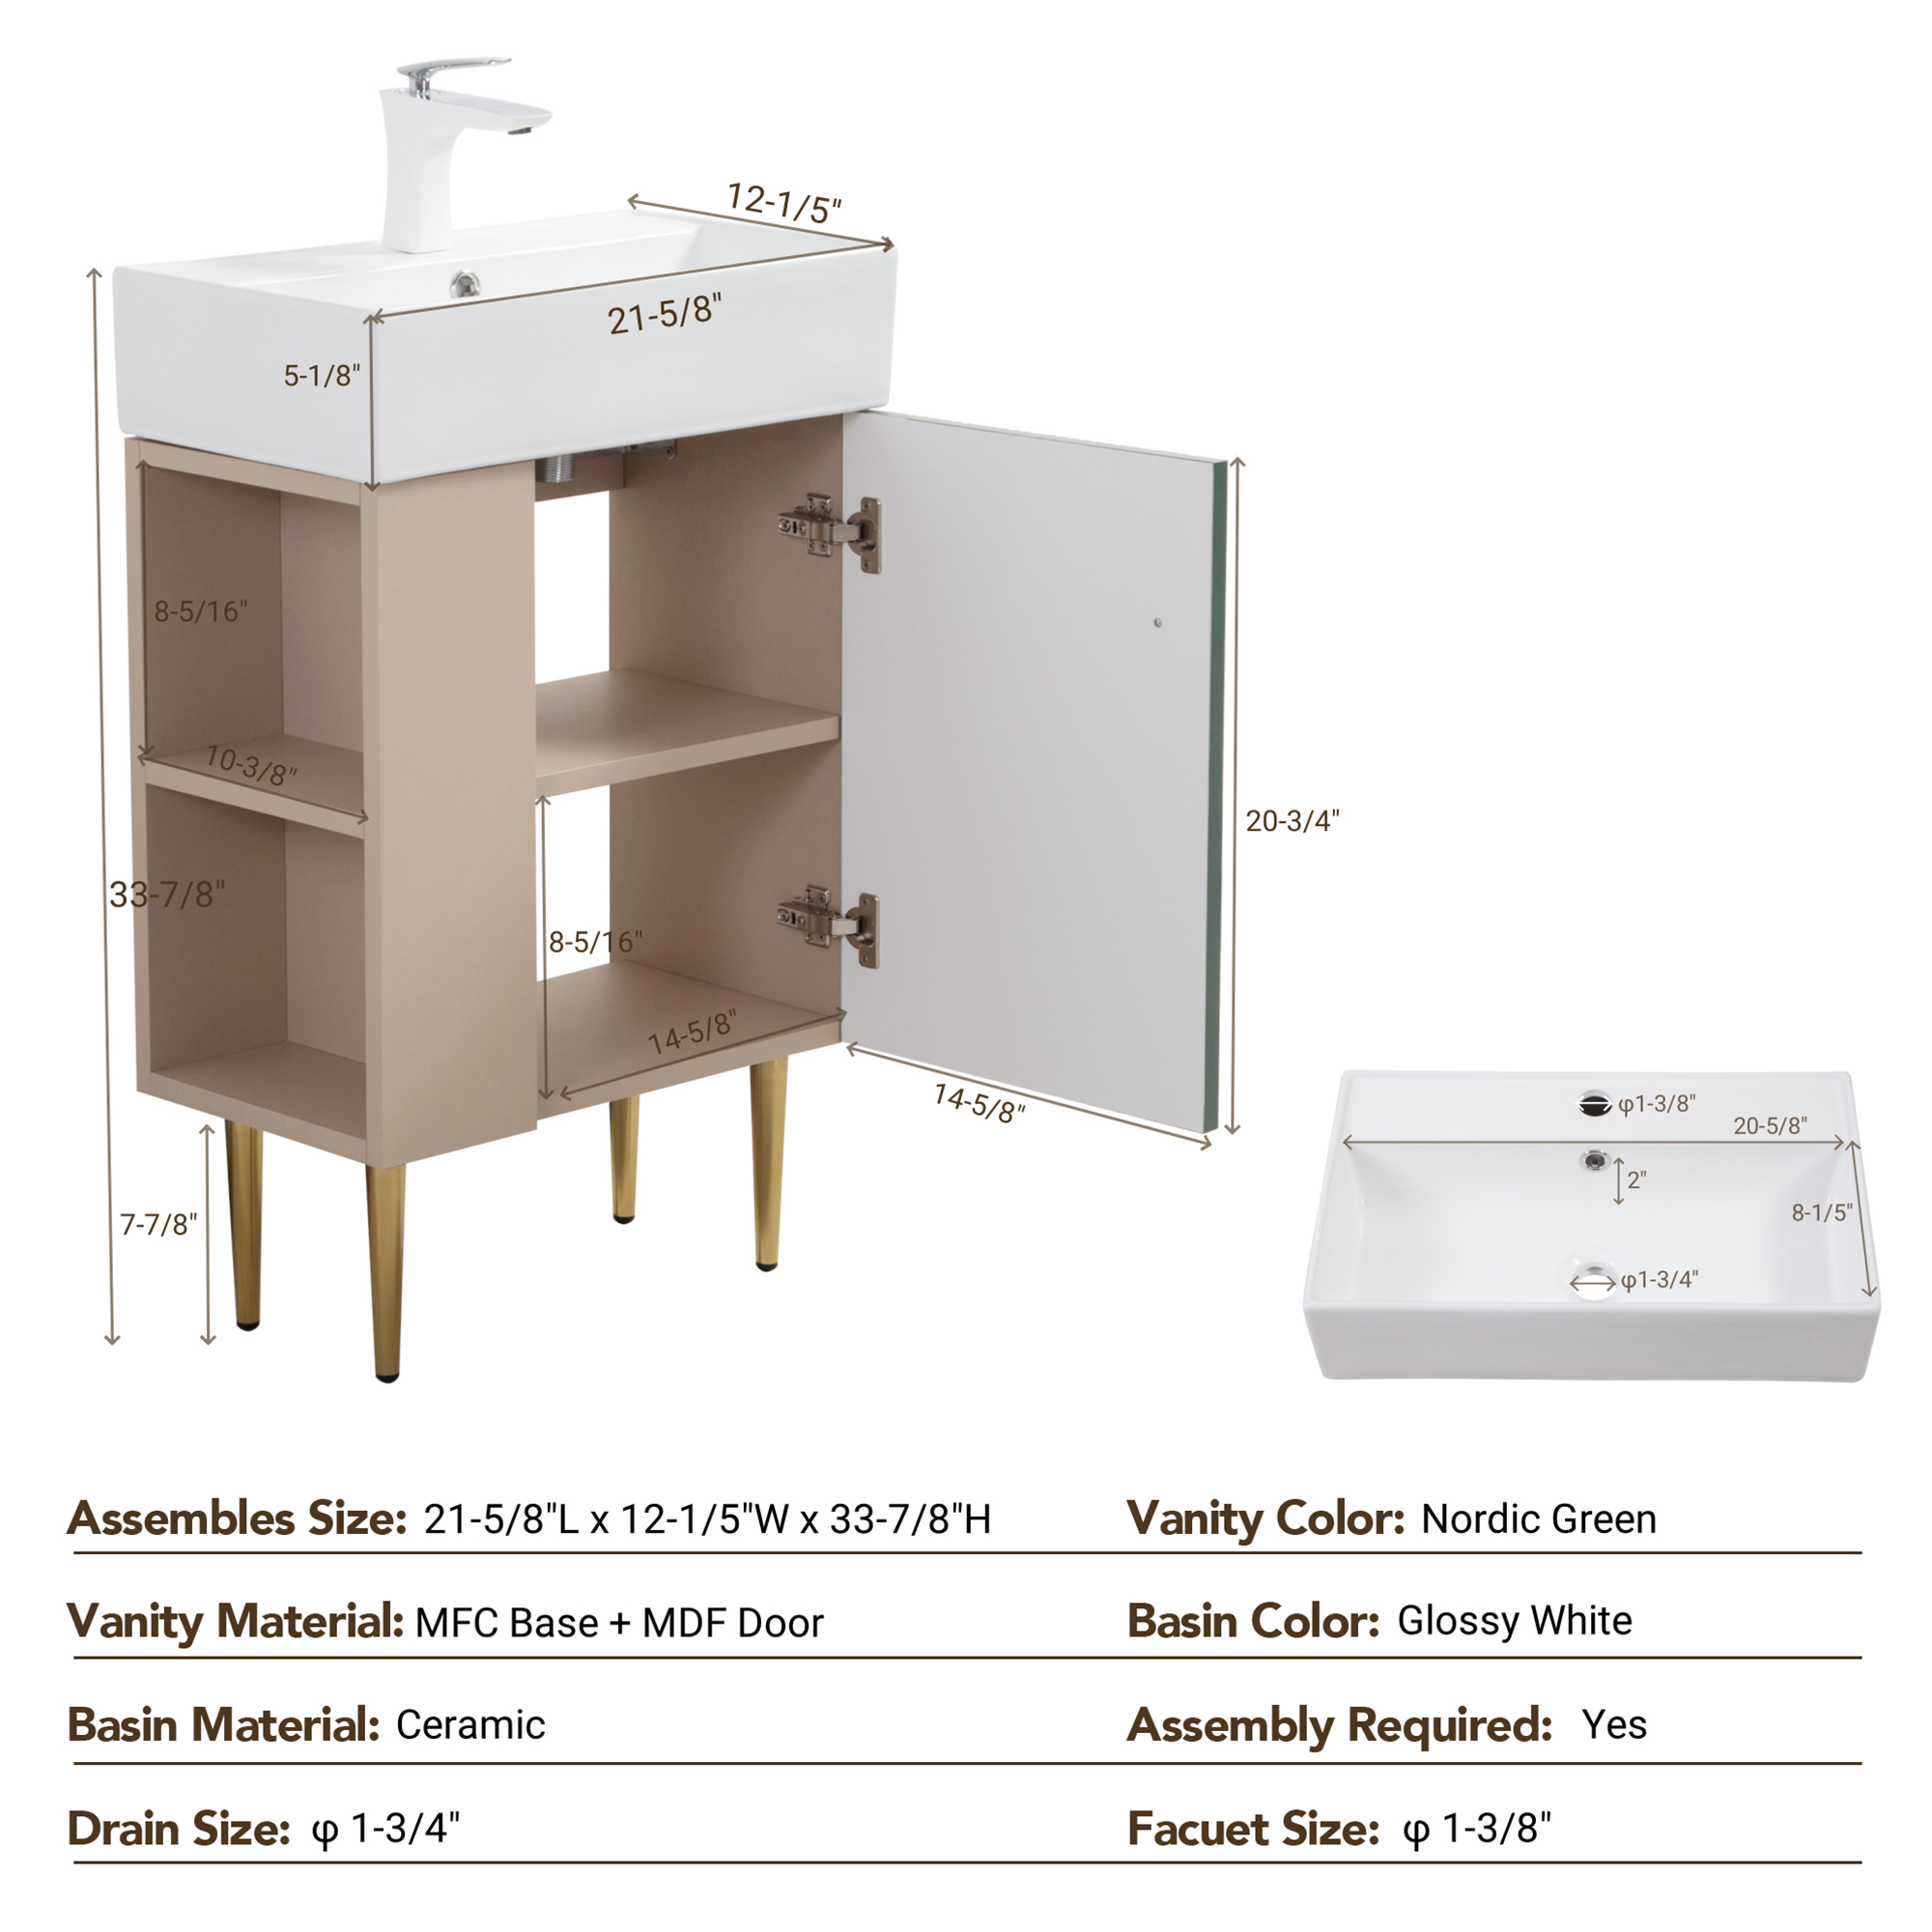 12-1/5"
21-5/8"
5-1/8"
8-5/16"
10-3/8"
33-7/8"
20-3/4"
8-5/16"
14-5/8"
14-5/8"
7-7/8"
φ1-3/8"
20-5/8"
2"
8-1/5"
φ1-3/4"
Assembles Size: 21-5/8"L x 12-1/5"W x 33-7/8"H
Vanity Color: Nordic Green
Vanity Material: MFC Base + MDF Door
Basin Color: Glossy White
Basin Material: Ceramic
Assembly Required: Yes
Drain Size: φ 1-3/4"
Facuet Size: φ 1-3/8"